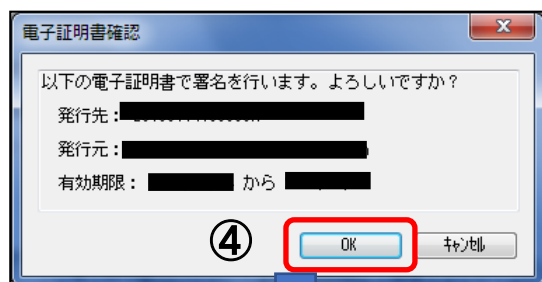 電子証明書確認
以下の電子証明書で署名を行います。よろしいですか？
発行先：
発行元：
有効期限： から
④ OK ｷｬﾝｾﾙ